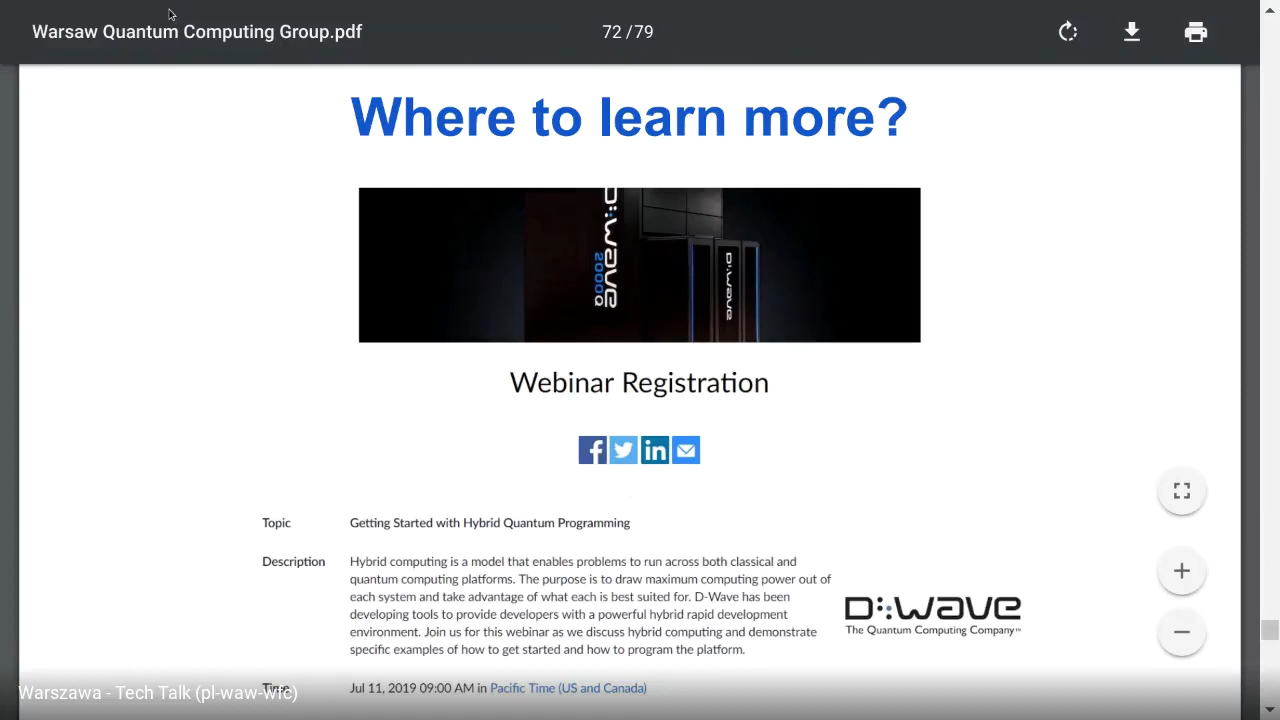 Warsaw Quantum Computing Group.pdf
72 / 79
Where to learn more?
D:wave
2000Q
D:wave
Webinar Registration
Topic
Getting Started with Hybrid Quantum Programming
Description
Hybrid computing is a model that enables problems to run across both classical and
quantum computing platforms. The purpose is to draw maximum computing power out of
each system and take advantage of what each is best suited for. D-Wave has been
developing tools to provide developers with a powerful hybrid rapid development
environment. Join us for this webinar as we discuss hybrid computing and demonstrate
specific examples of how to get started and how to program the platform.
D:wave
The Quantum Computing Company™
Time
Jul 11, 2019 09:00 AM in Pacific Time (US and Canada)
Warszawa - Tech Talk (pl-waw-wfc)